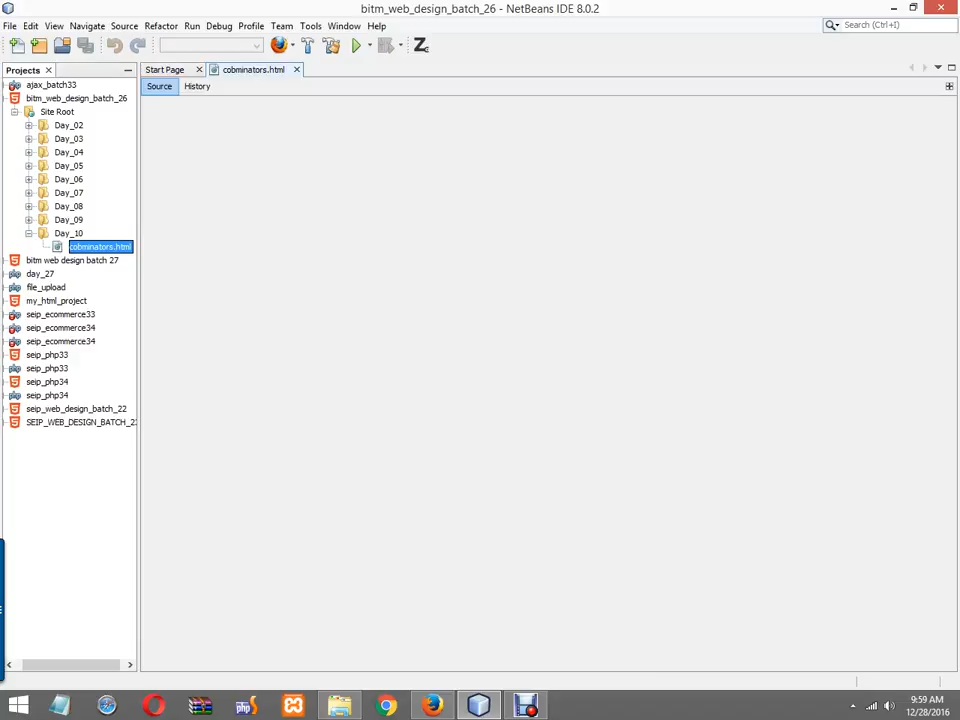 bitm_web_design_batch_26 - NetBeans IDE 8.0.2
File Edit View Navigate Source Refactor Run Debug Profile Team Tools Window Help
Search (Ctrl+I)
Projects
Start Page
cobminators.html
Source
History
ajax_batch33
bitm_web_design_batch_26
Site Root
Day_02
Day_03
Day_04
Day_05
Day_06
Day_07
Day_08
Day_09
Day_10
cobminators.html
bitm web design batch 27
day_27
file_upload
my_html_project
seip_ecommerce33
seip_ecommerce34
seip_ecommerce34
seip_php33
seip_php33
seip_php34
seip_php34
seip_web_design_batch_22
SEIP_WEB_DESIGN_BATCH_2
php
9:59 AM
12/28/2016